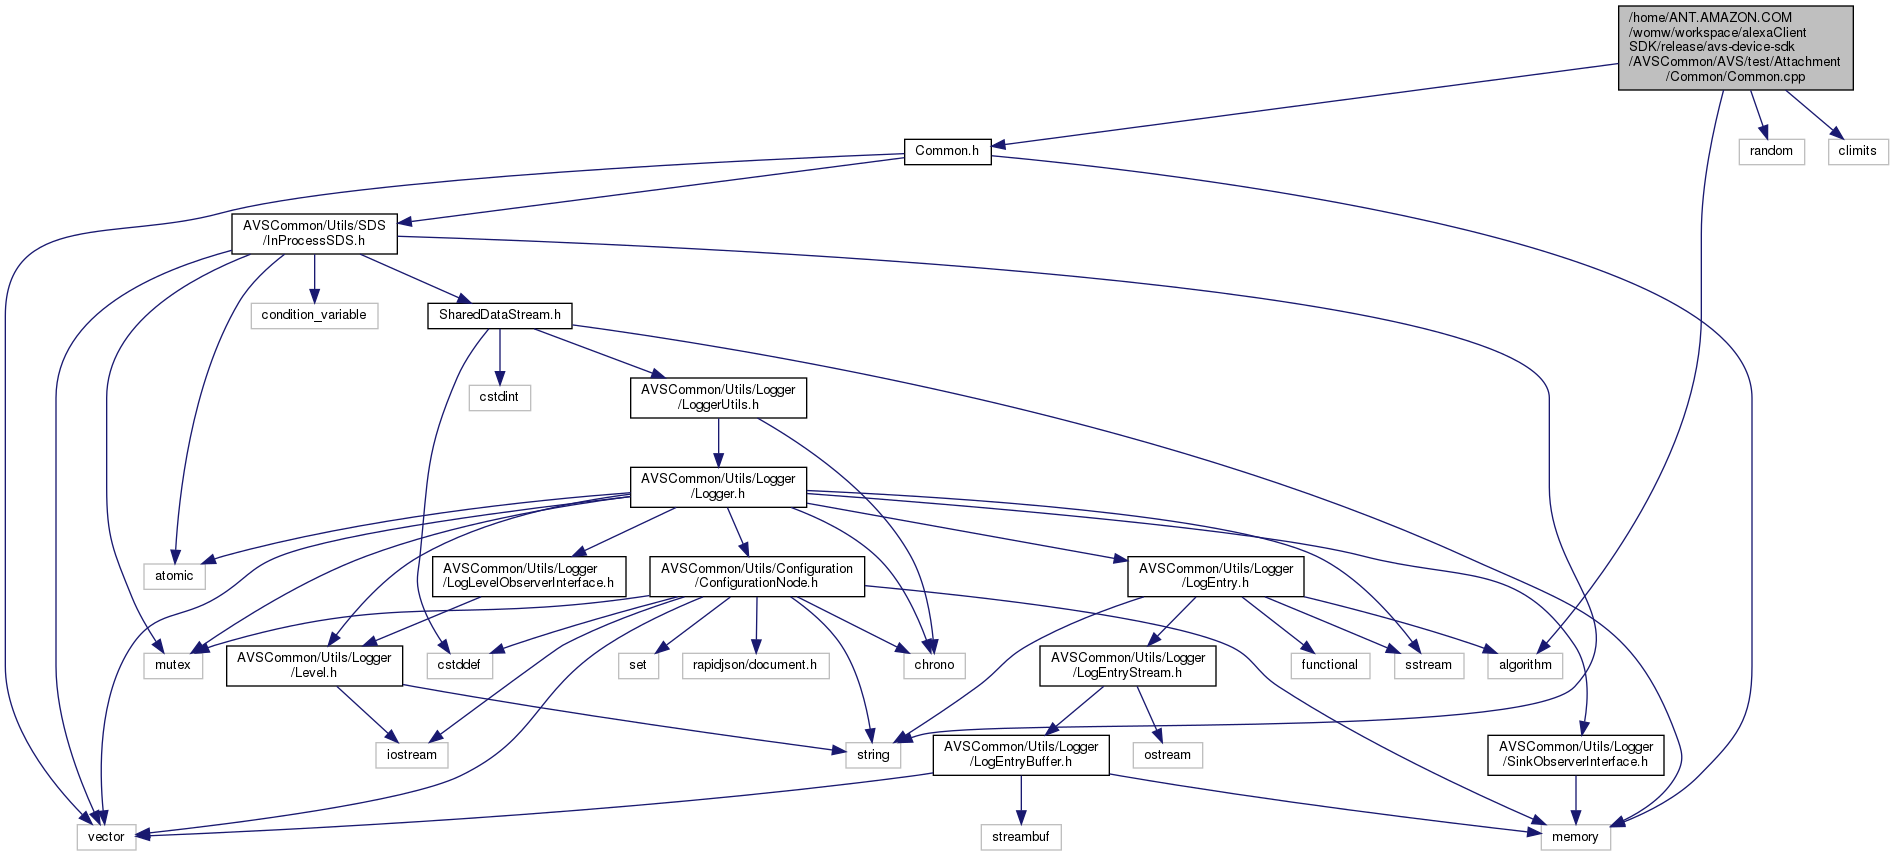 /home/ANT.AMAZON.COM
/womw/workspace/alexaClient
SDK/release/avs-device-sdk
/AVSCommon/AVS/test/Attachment
/Common/Common.cpp
Common.h
random
climits
AVSCommon/Utils/SDS
/InProcessSDS.h
condition_variable
SharedDataStream.h
cstdint
AVSCommon/Utils/Logger
/LoggerUtils.h
AVSCommon/Utils/Logger
/Logger.h
atomic
AVSCommon/Utils/Logger
/LogLevelObserverInterface.h
AVSCommon/Utils/Configuration
/ConfigurationNode.h
AVSCommon/Utils/Logger
/LogEntry.h
mutex
AVSCommon/Utils/Logger
/Level.h
cstddef
set
rapidjson/document.h
chrono
AVSCommon/Utils/Logger
/LogEntryStream.h
functional
sstream
algorithm
iostream
string
AVSCommon/Utils/Logger
/LogEntryBuffer.h
ostream
AVSCommon/Utils/Logger
/SinkObserverInterface.h
vector
streambuf
memory